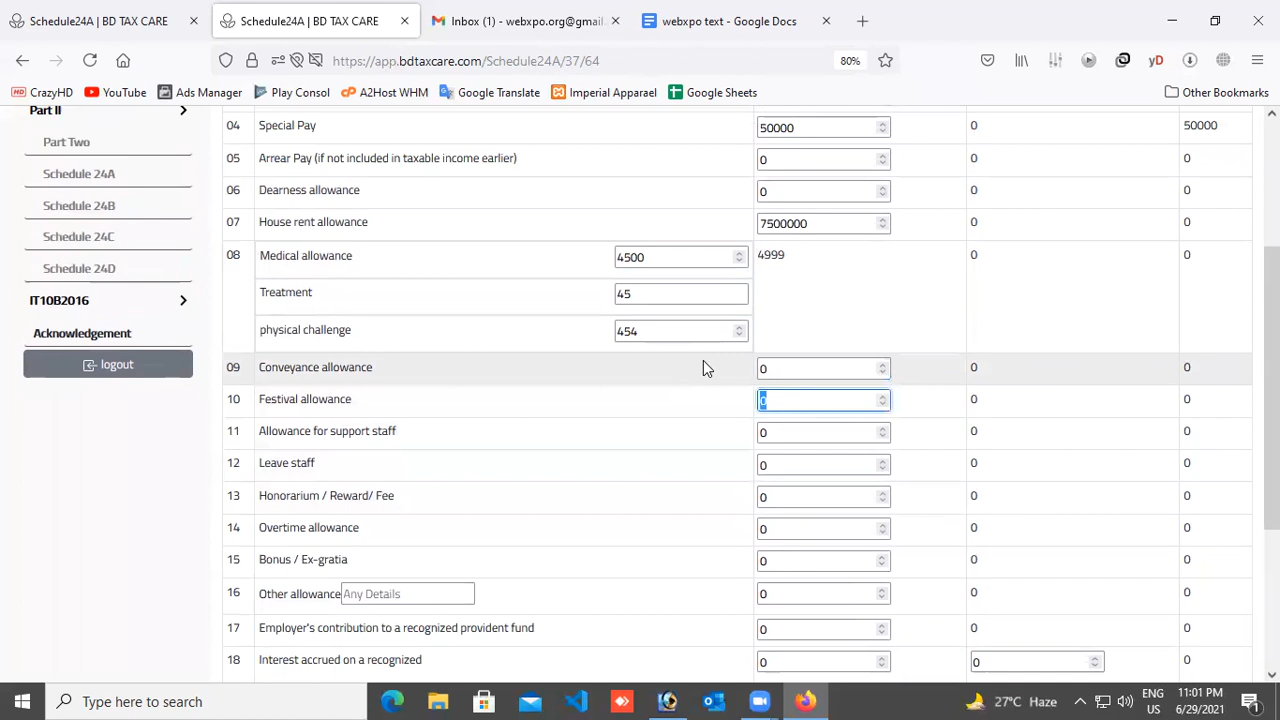 Schedule24A | BD TAX CARE
Schedule24A | BD TAX CARE
Inbox (1) - webxpo.org@gmail.
webxpo text - Google Docs
https://app.bdtaxcare.com/Schedule24A/37/64
80%
yD
HD CrazyHD
YouTube
Ads Manager
Play Consol
A2Host WHM
Google Translate
Imperial Apparael
Google Sheets
Other Bookmarks
Part II
Part Two
Schedule 24A
Schedule 24B
Schedule 24C
Schedule 24D
IT10B2016
Acknowledgement
logout
04 Special Pay 50000 0 50000
05 Arrear Pay (if not included in taxable income earlier) 0 0 0
06 Dearness allowance 0 0 0
07 House rent allowance 7500000 0 0
08 Medical allowance 4500 4999 0 0
Treatment 45
physical challenge 454
09 Conveyance allowance 0 0 0
10 Festival allowance 0 0 0
11 Allowance for support staff 0 0 0
12 Leave staff 0 0 0
13 Honorarium / Reward/ Fee 0 0 0
14 Overtime allowance 0 0 0
15 Bonus / Ex-gratia 0 0 0
16 Other allowance Any Details 0 0 0
17 Employer's contribution to a recognized provident fund 0 0 0
18 Interest accrued on a recognized 0 0 0
Type here to search
27°C Haze
ENG
US
11:01 PM
6/29/2021
1